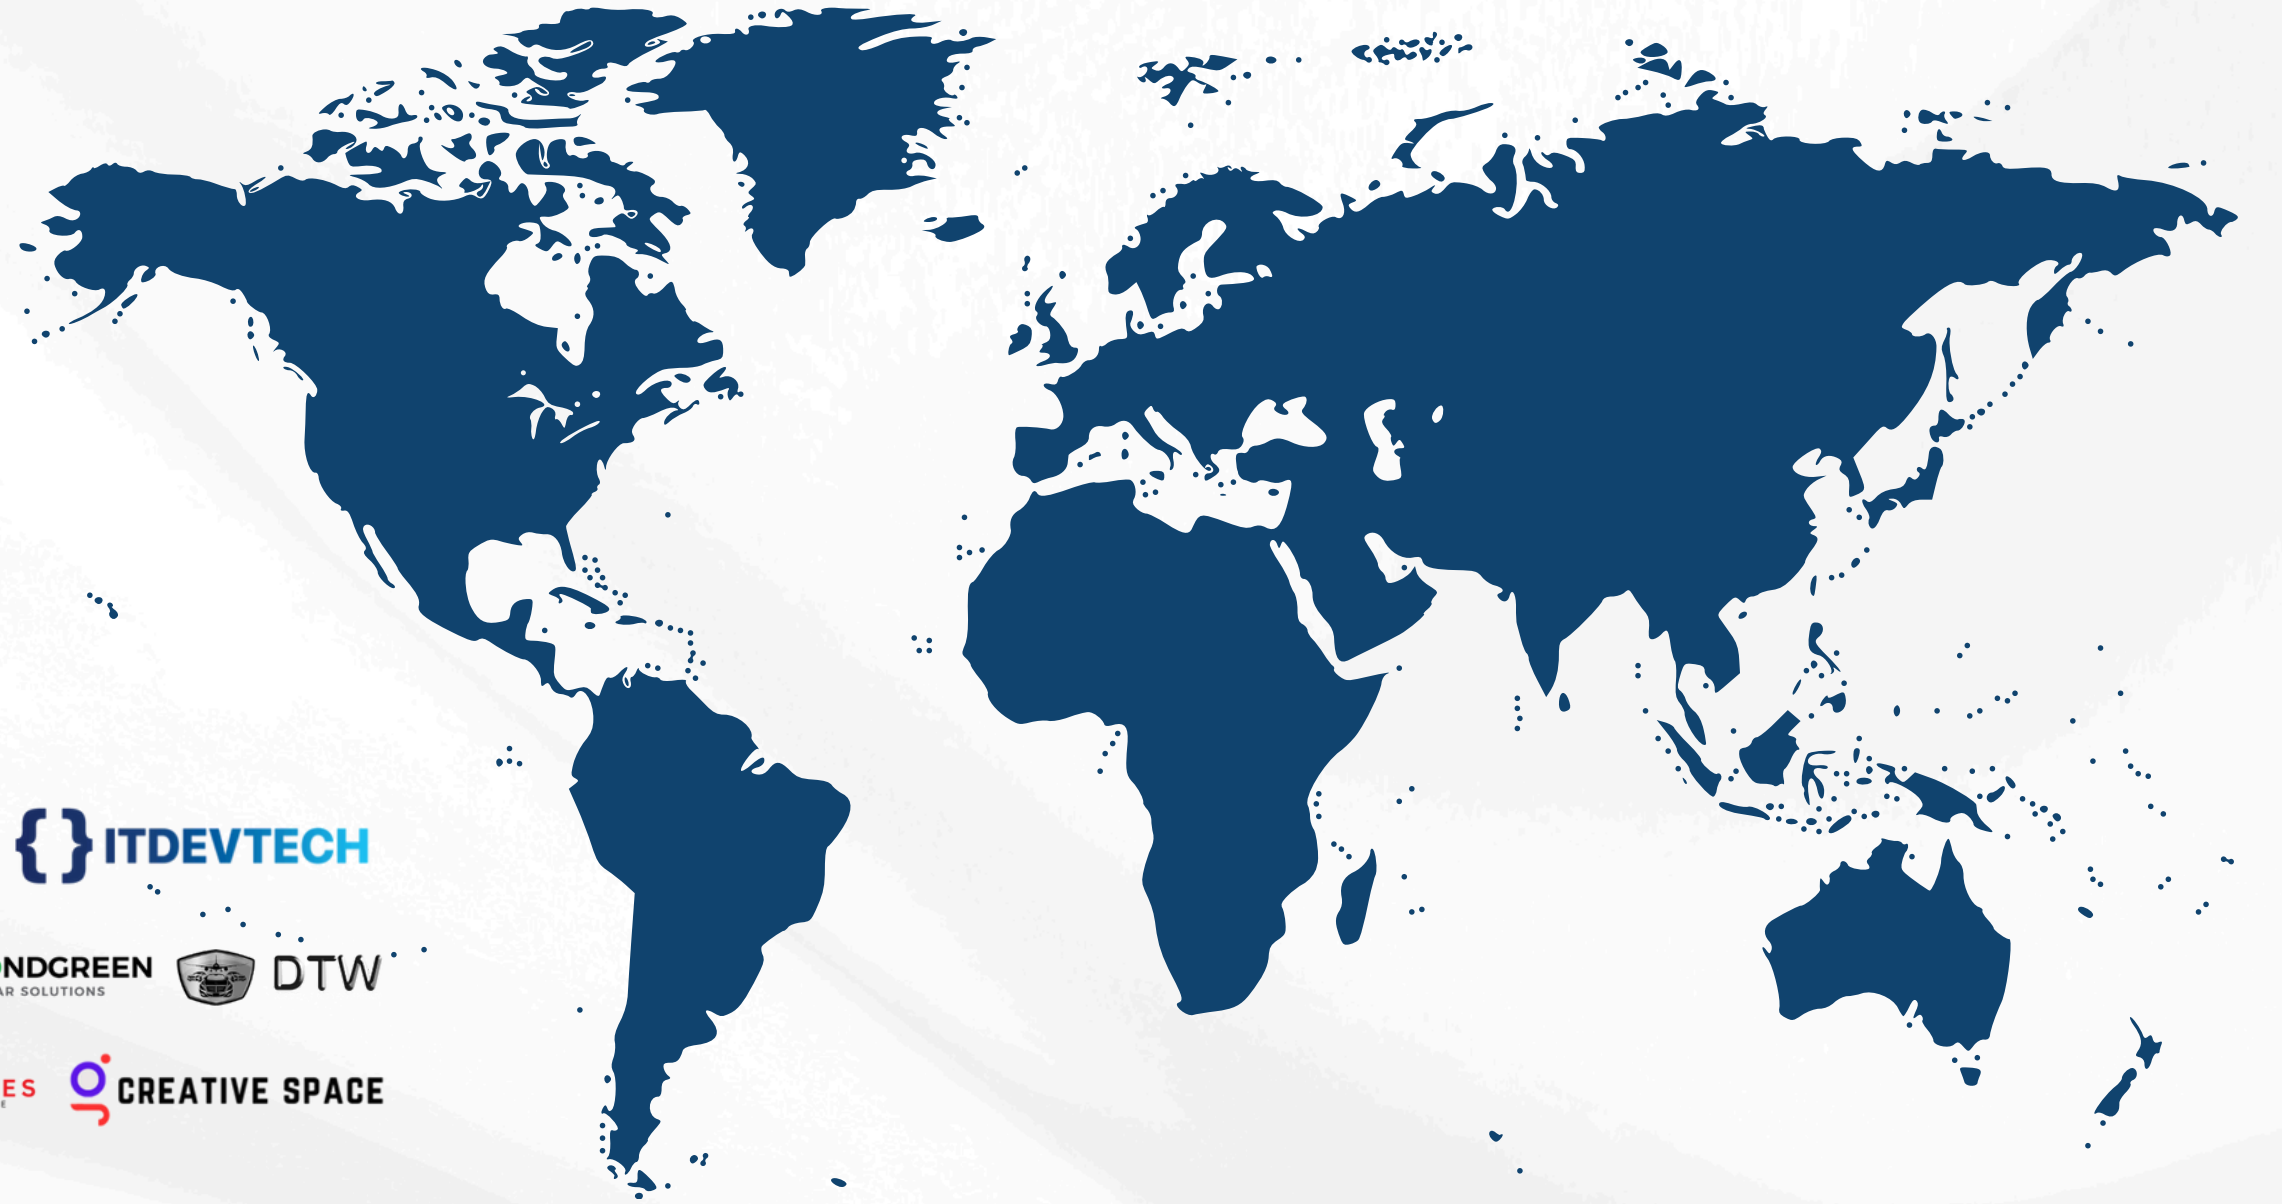 { } ITDEVTECH
NDGREEN
AR SOLUTIONS
DTW
ES
E
CREATIVE SPACE